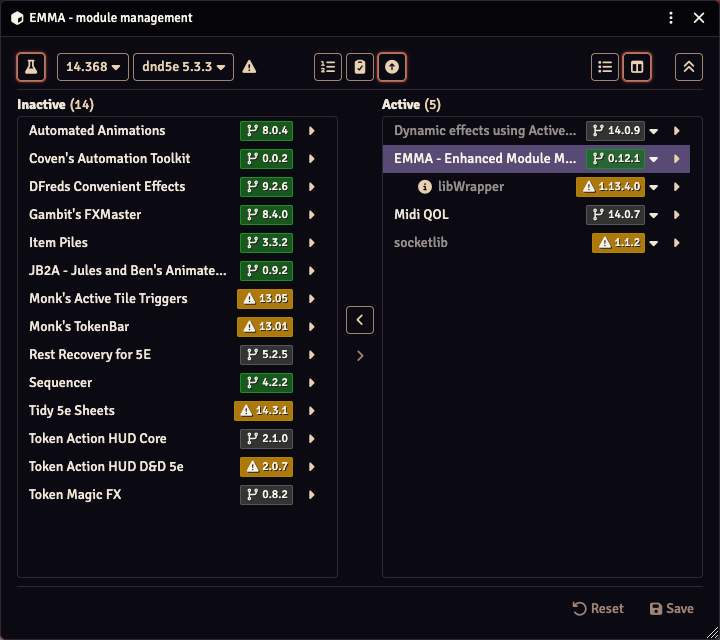 EMMA - module management
14.368
dnd5e 5.3.3
Inactive (14)
Automated Animations 8.0.4
Coven's Automation Toolkit 0.0.2
DFreds Convenient Effects 9.2.6
Gambit's FXMaster 8.4.0
Item Piles 3.3.2
JB2A - Jules and Ben's Animate... 0.9.2
Monk's Active Tile Triggers 13.05
Monk's TokenBar 13.01
Rest Recovery for 5E 5.2.5
Sequencer 4.2.2
Tidy 5e Sheets 14.3.1
Token Action HUD Core 2.1.0
Token Action HUD D&D 5e 2.0.7
Token Magic FX 0.8.2
Active (5)
Dynamic effects using Active... 14.0.9
EMMA - Enhanced Module M... 0.12.1
libWrapper 1.13.4.0
Midi QOL 14.0.7
socketlib 1.1.2
Reset
Save